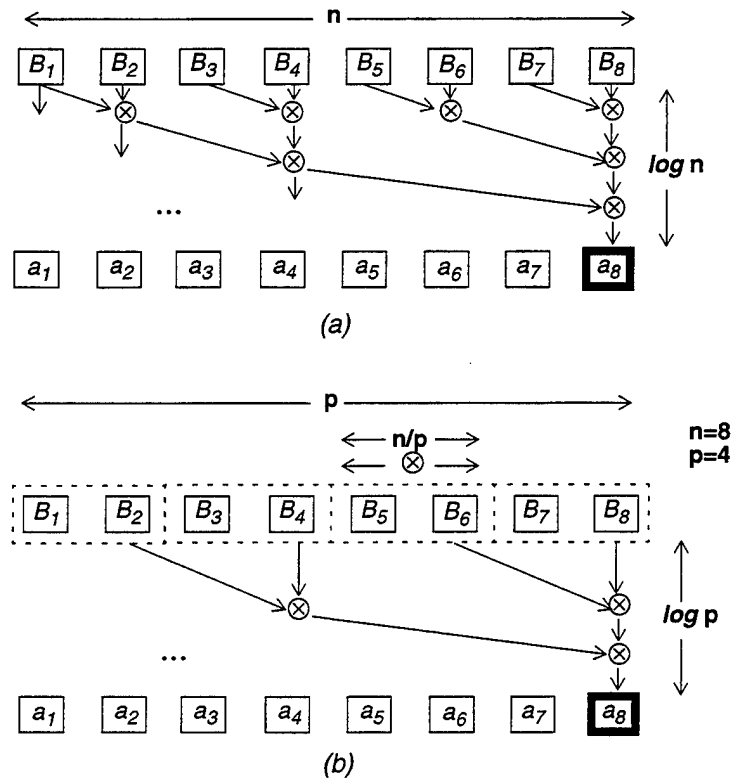 n
B1 B2 B3 B4 B5 B6 B7 B8
log n
...
a1 a2 a3 a4 a5 a6 a7 a8
(a)
p
n/p
n=8
p=4
B1 B2 B3 B4 B5 B6 B7 B8
log p
...
a1 a2 a3 a4 a5 a6 a7 a8
(b)